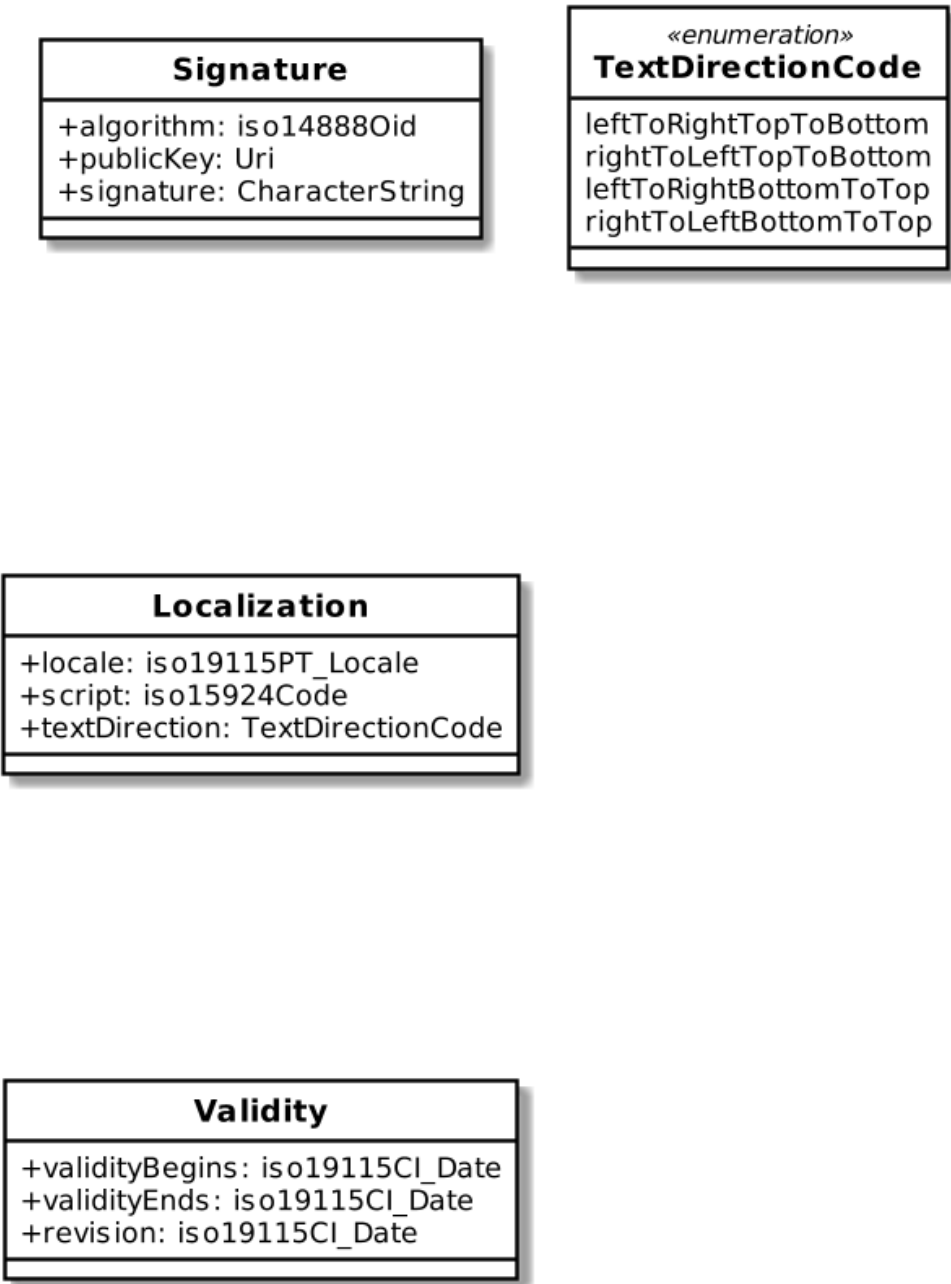 Signature
+algorithm: iso14888Oid
+publicKey: Uri
+signature: CharacterString
«enumeration»
TextDirectionCode
leftToRightTopToBottom
rightToLeftTopToBottom
leftToRightBottomToTop
rightToLeftBottomToTop
Localization
+locale: iso19115PT_Locale
+script: iso15924Code
+textDirection: TextDirectionCode
Validity
+validityBegins: iso19115CI_Date
+validityEnds: iso19115CI_Date
+revision: iso19115CI_Date